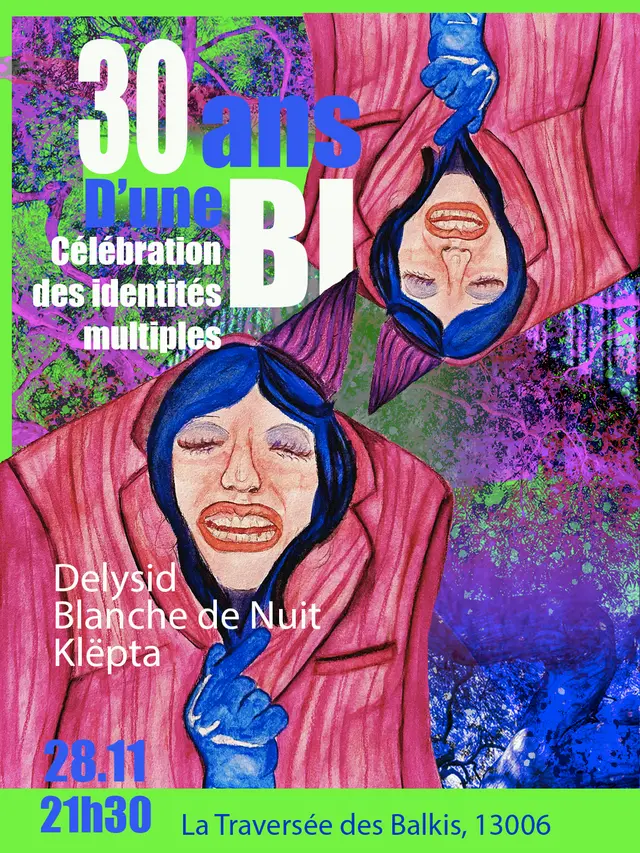 30 ans
D'une BI
Célébration
des identités
multiples
Delysid
Blanche de Nuit
Klëpta
28.11
21h30
La Traversée des Balkis, 13006